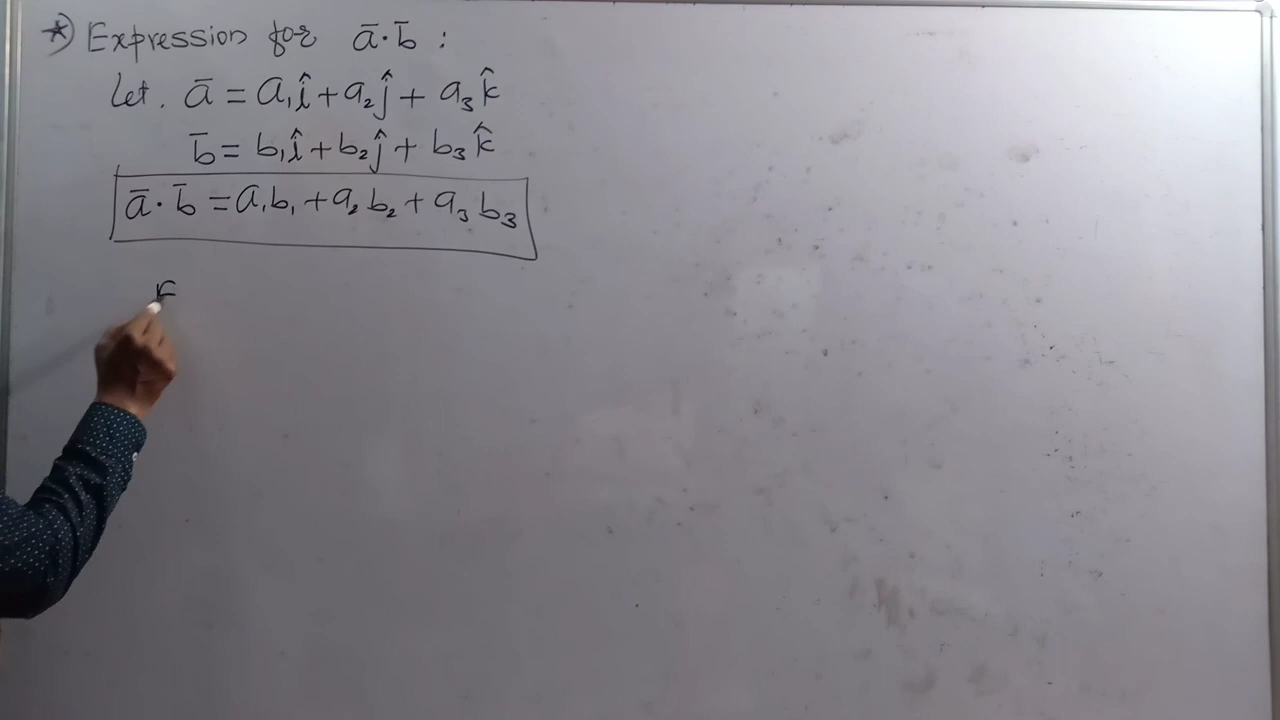 * Expression for a̅·b̅ :
Let. a̅ = a₁î + a₂ĵ + a₃k̂
b̅ = b₁î + b₂ĵ + b₃k̂
a̅·b̅ = a₁b₁ + a₂b₂ + a₃b₃